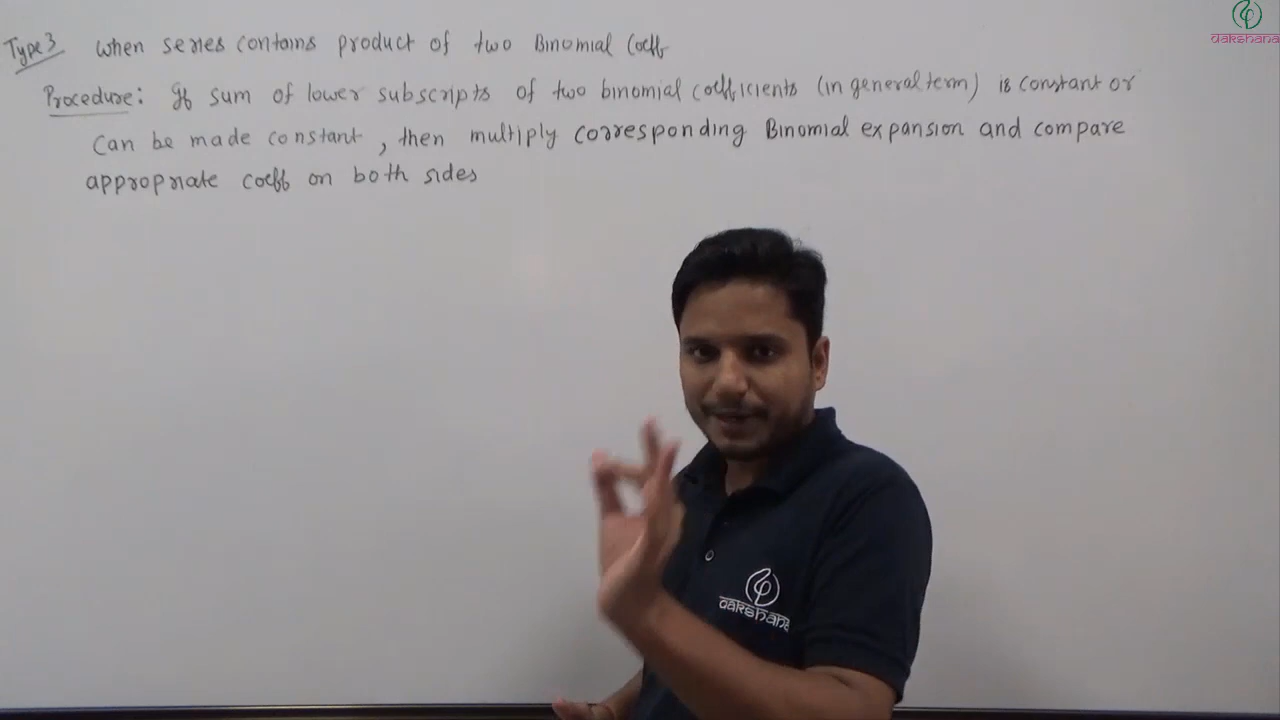 Dakshana
Type 3 When series contains product of two Binomial Coeff
Procedure: If sum of lower subscripts of two binomial coefficients (in general term) is constant or
can be made constant, then multiply corresponding Binomial expansion and compare
appropriate coeff on both sides
Dakshana